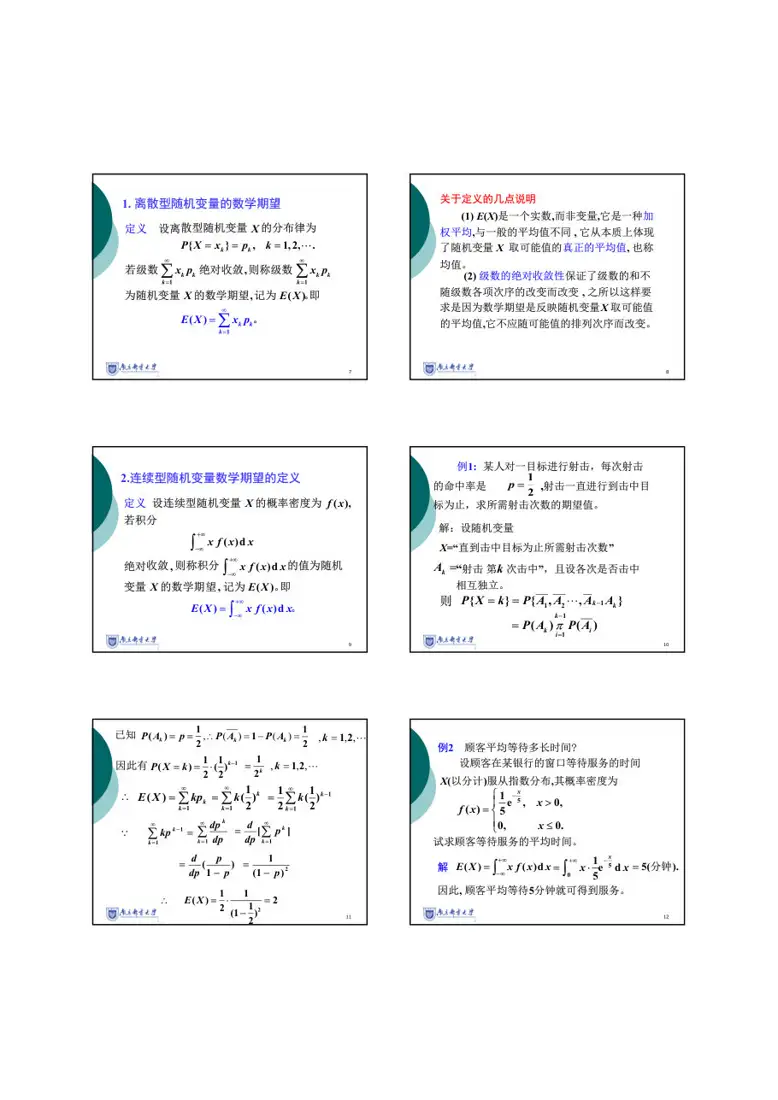 1. 离散型随机变量的数学期望
定义 设离散型随机变量 X 的分布律为
P{X = x_k} = p_k, k = 1,2,⋯.
若级数 ∑_{k=1}^{∞} x_k p_k 绝对收敛,则称级数 ∑_{k=1}^{∞} x_k p_k
为随机变量 X 的数学期望,记为 E(X)。即
E(X) = ∑_{k=1}^{∞} x_k p_k。
7
关于定义的几点说明
(1) E(X)是一个实数,而非变量,它是一种加
权平均,与一般的平均值不同,它从本质上体现
了随机变量 X 取可能值的真正的平均值,也称
均值。
(2) 级数的绝对收敛性保证了级数的和不
随级数各项次序的改变而改变,之所以这样要
求是因为数学期望是反映随机变量X 取可能值
的平均值,它不应随可能值的排列次序而改变。
8
2.连续型随机变量数学期望的定义
定义 设连续型随机变量 X 的概率密度为 f(x),
若积分
∫_{-∞}^{+∞} x f(x)d x
绝对收敛,则称积分 ∫_{-∞}^{+∞} x f(x)d x 的值为随机
变量 X 的数学期望,记为 E(X)。即
E(X) = ∫_{-∞}^{+∞} x f(x)d x。
9
例1: 某人对一目标进行射击,每次射击
的命中率是 p = 1/2 ,射击一直进行到击中目
标为止,求所需射击次数的期望值。
解:设随机变量
X=“直到击中目标为止所需射击次数”
A_k =“射击 第k 次击中”,且设各次是否击中
相互独立。
则 P{X = k} = P{A̅_1, A̅_2 ⋯, A̅_{k−1} A_k}
= P(A_k) π_{i=1}^{k−1} P(A̅_i)
10
已知 P(A_k) = p = 1/2, ∴ P(A̅_k) = 1 − P(A_k) = 1/2 , k = 1,2,⋯
因此有 P(X = k) = 1/2 · (1/2)^{k−1} = 1/2^k , k = 1,2,⋯
∴ E(X) = ∑_{k=1}^{∞} kp_k = ∑_{k=1}^{∞} k(1/2)^k = 1/2 ∑_{k=1}^{∞} k(1/2)^{k−1}
∵ ∑_{k=1}^{∞} kp^{k−1} = ∑_{k=1}^{∞} dp^k/dp = d/dp [∑_{k=1}^{∞} p^k]
= d/dp (p/(1−p)) = 1/(1−p)^2
∴ E(X) = 1/2 · 1/(1−1/2)^2 = 2
11
例2 顾客平均等待多长时间?
设顾客在某银行的窗口等待服务的时间
X(以分计)服从指数分布,其概率密度为
f(x) = { 1/5 e^{−x/5}, x > 0,
0, x ≤ 0.
试求顾客等待服务的平均时间。
解 E(X) = ∫_{-∞}^{+∞} x f(x)d x = ∫_{0}^{+∞} x · 1/5 e^{−x/5} d x = 5(分钟).
因此, 顾客平均等待5分钟就可得到服务。
12